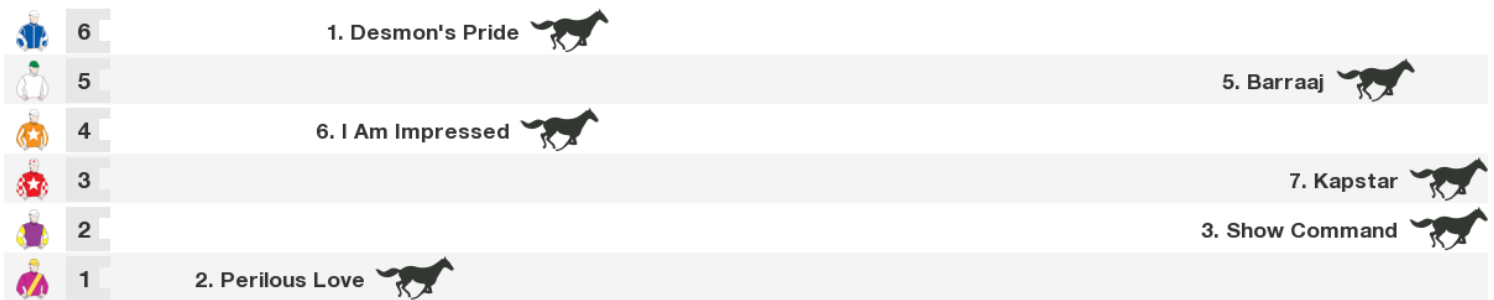 6 1. Desmon's Pride
5 5. Barraaj
4 6. I Am Impressed
3 7. Kapstar
2 3. Show Command
1 2. Perilous Love